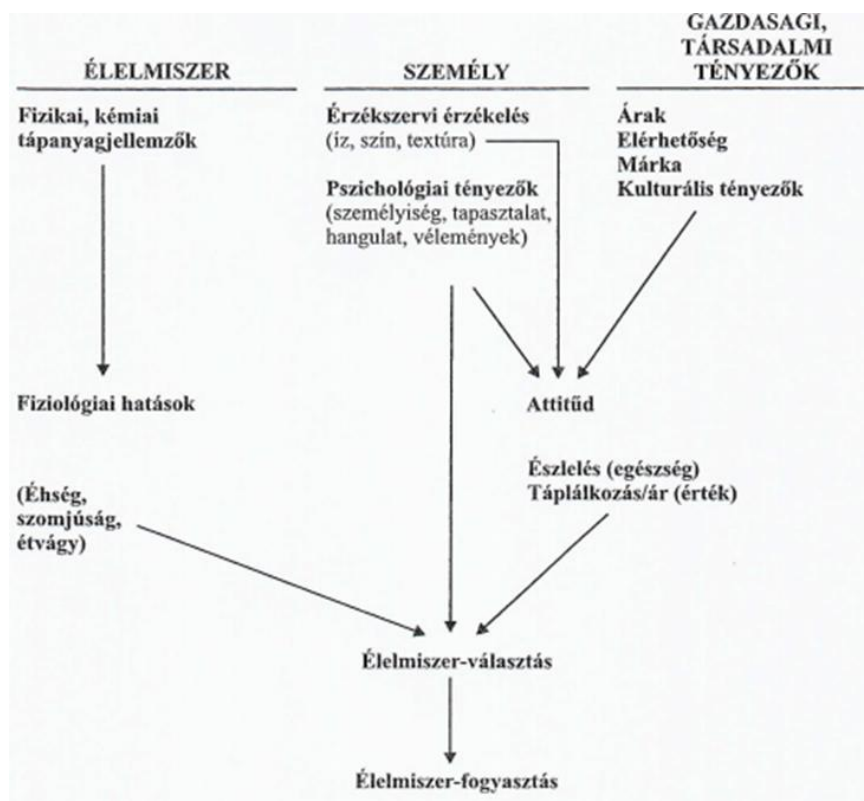 ÉLELMISZER
SZEMÉLY
GAZDASÁGI,
TÁRSADALMI
TÉNYEZŐK
Fizikai, kémiai
tápanyagjellemzők
Érzékszervi érzékelés
(íz, szín, textúra)
Pszichológiai tényezők
(személyiség, tapasztalat,
hangulat, vélemények)
Árak
Elérhetőség
Márka
Kulturális tényezők
Fiziológiai hatások
Attitűd
(Éhség,
szomjúság,
étvágy)
Észlelés (egészség)
Táplálkozás/ár (érték)
Élelmiszer-választás
Élelmiszer-fogyasztás